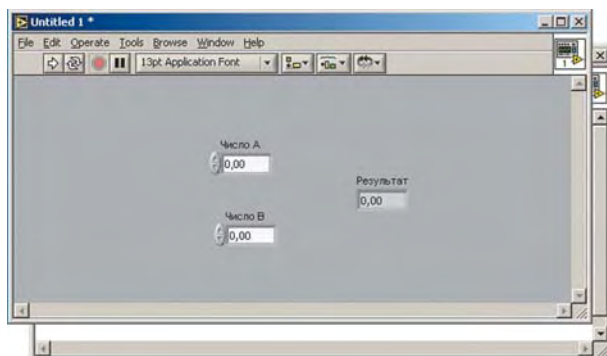 Untitled 1 *
File Edit Operate Tools Browse Window Help
13pt Application Font
1
Число A
0,00
Результат
0,00
Число B
0,00